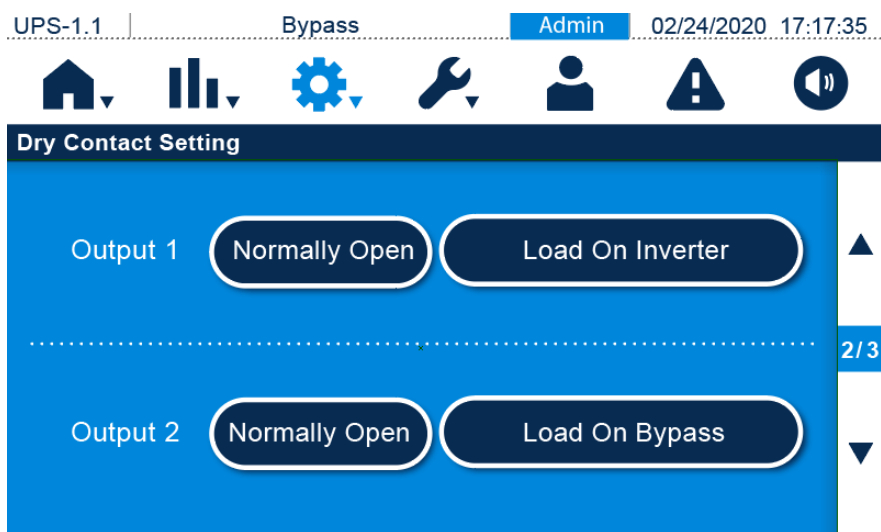 UPS-1.1 Bypass Admin 02/24/2020 17:17:35
Dry Contact Setting
Output 1 Normally Open Load On Inverter
2/3
Output 2 Normally Open Load On Bypass